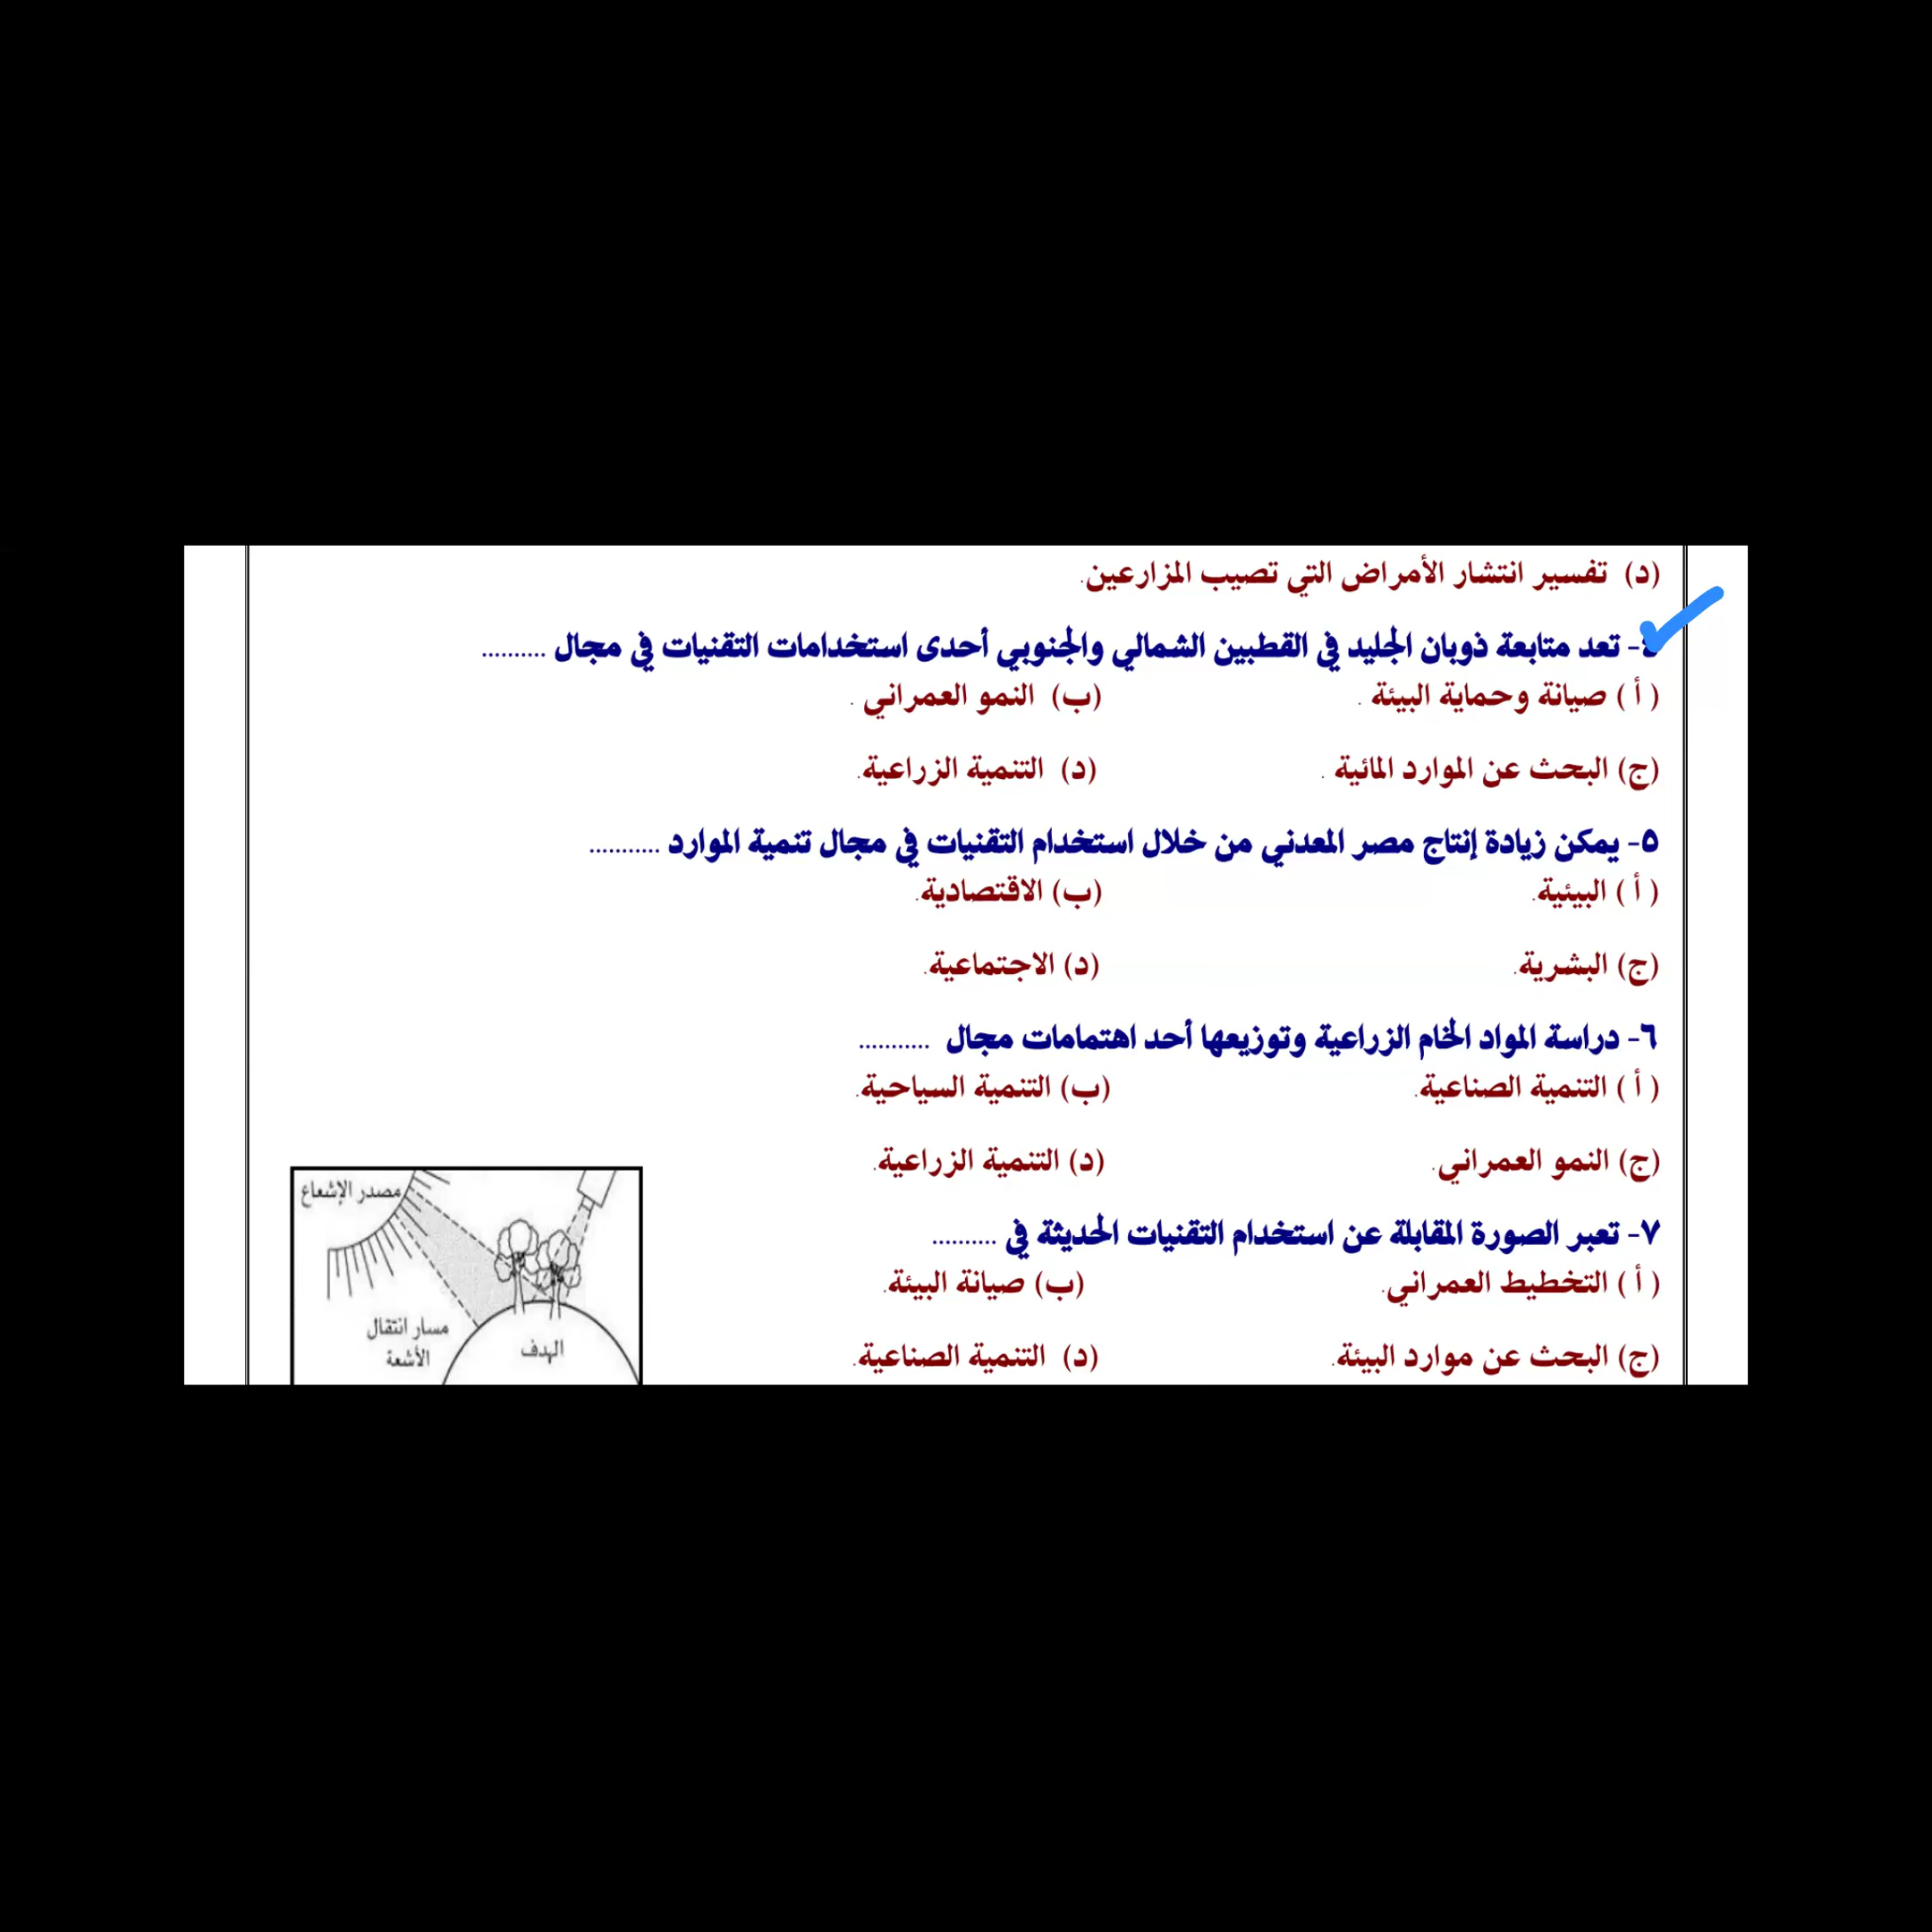 (د) تفسير انتشار الأمراض التي تصيب المزارعين.
٤- تعد متابعة ذوبان الجليد في القطبين الشمالي والجنوبي أحدى استخدامات التقنيات في مجال ..........
( أ ) صيانة وحماية البيئة . (ب) النمو العمراني .
(ج) البحث عن الموارد المائية . (د) التنمية الزراعية.
٥- يمكن زيادة إنتاج مصر المعدني من خلال استخدام التقنيات في مجال تنمية الموارد ...........
( أ ) البيئية. (ب) الاقتصادية.
(ج) البشرية. (د) الاجتماعية.
٦- دراسة المواد الخام الزراعية وتوزيعها أحد اهتمامات مجال ...........
( أ ) التنمية الصناعية. (ب) التنمية السياحية.
(ج) النمو العمراني. (د) التنمية الزراعية.
٧- تعبر الصورة المقابلة عن استخدام التقنيات الحديثة في ..........
( أ ) التخطيط العمراني. (ب) صيانة البيئة.
(ج) البحث عن موارد البيئة. (د) التنمية الصناعية.
مصدر الإشعاع
مسار انتقال
الأشعة
الهدف